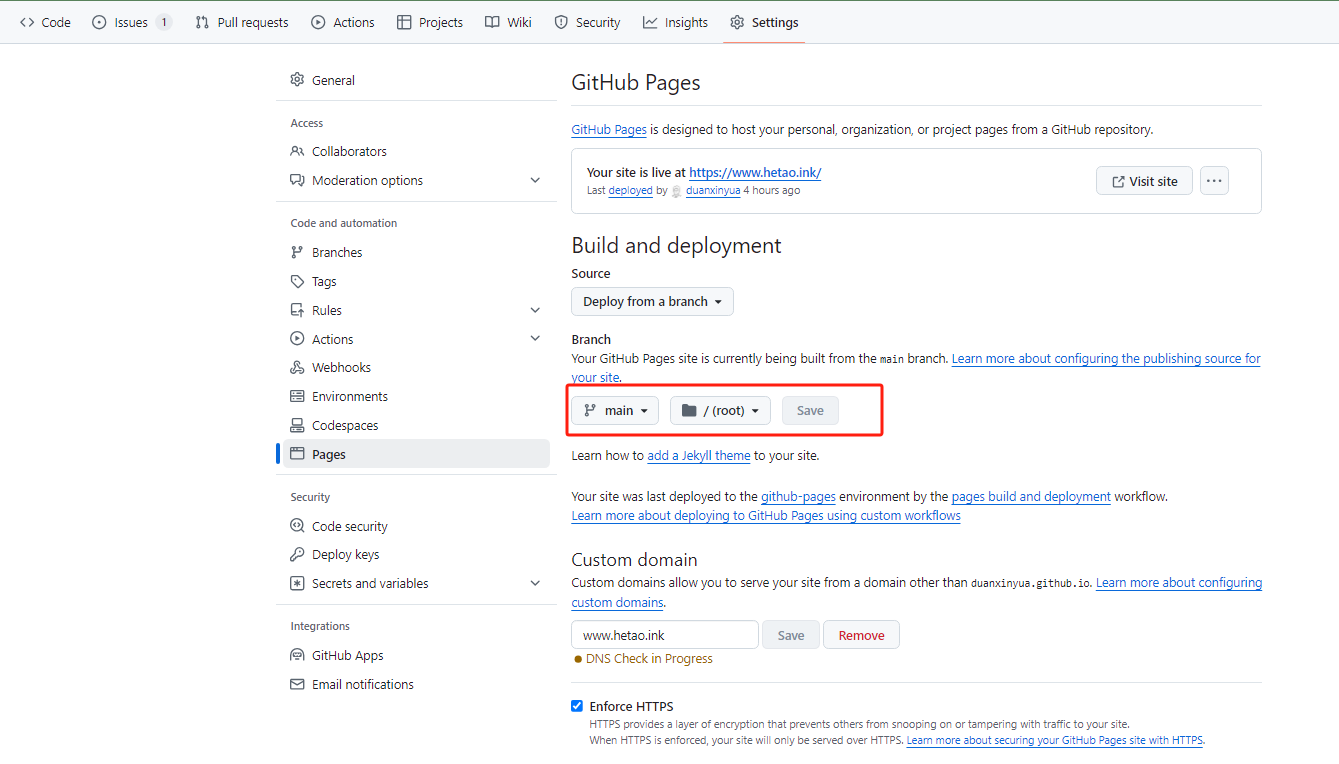 Code Issues 1 Pull requests Actions Projects Wiki Security Insights Settings
General
Access
Collaborators
Moderation options
Code and automation
Branches
Tags
Rules
Actions
Webhooks
Environments
Codespaces
Pages
Security
Code security
Deploy keys
Secrets and variables
Integrations
GitHub Apps
Email notifications
GitHub Pages
GitHub Pages is designed to host your personal, organization, or project pages from a GitHub repository.
Your site is live at https://www.hetao.ink/
Last deployed by duanxinyua 4 hours ago
Visit site
Build and deployment
Source
Deploy from a branch
Branch
Your GitHub Pages site is currently being built from the main branch. Learn more about configuring the publishing source for
your site.
main / (root) Save
Learn how to add a Jekyll theme to your site.
Your site was last deployed to the github-pages environment by the pages build and deployment workflow.
Learn more about deploying to GitHub Pages using custom workflows
Custom domain
Custom domains allow you to serve your site from a domain other than duanxinyua.github.io. Learn more about configuring
custom domains.
www.hetao.ink Save Remove
DNS Check in Progress
Enforce HTTPS
HTTPS provides a layer of encryption that prevents others from snooping on or tampering with traffic to your site.
When HTTPS is enforced, your site will only be served over HTTPS. Learn more about securing your GitHub Pages site with HTTPS.